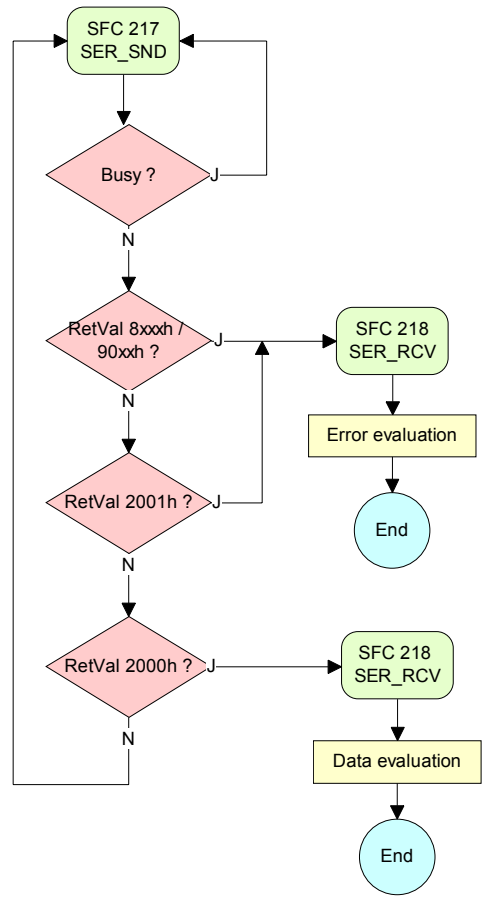 SFC 217
SER_SND
Busy ?
J
N
RetVal 8xxxh /
90xxh ?
J
N
SFC 218
SER_RCV
Error evaluation
End
RetVal 2001h ?
J
N
RetVal 2000h ?
J
N
SFC 218
SER_RCV
Data evaluation
End